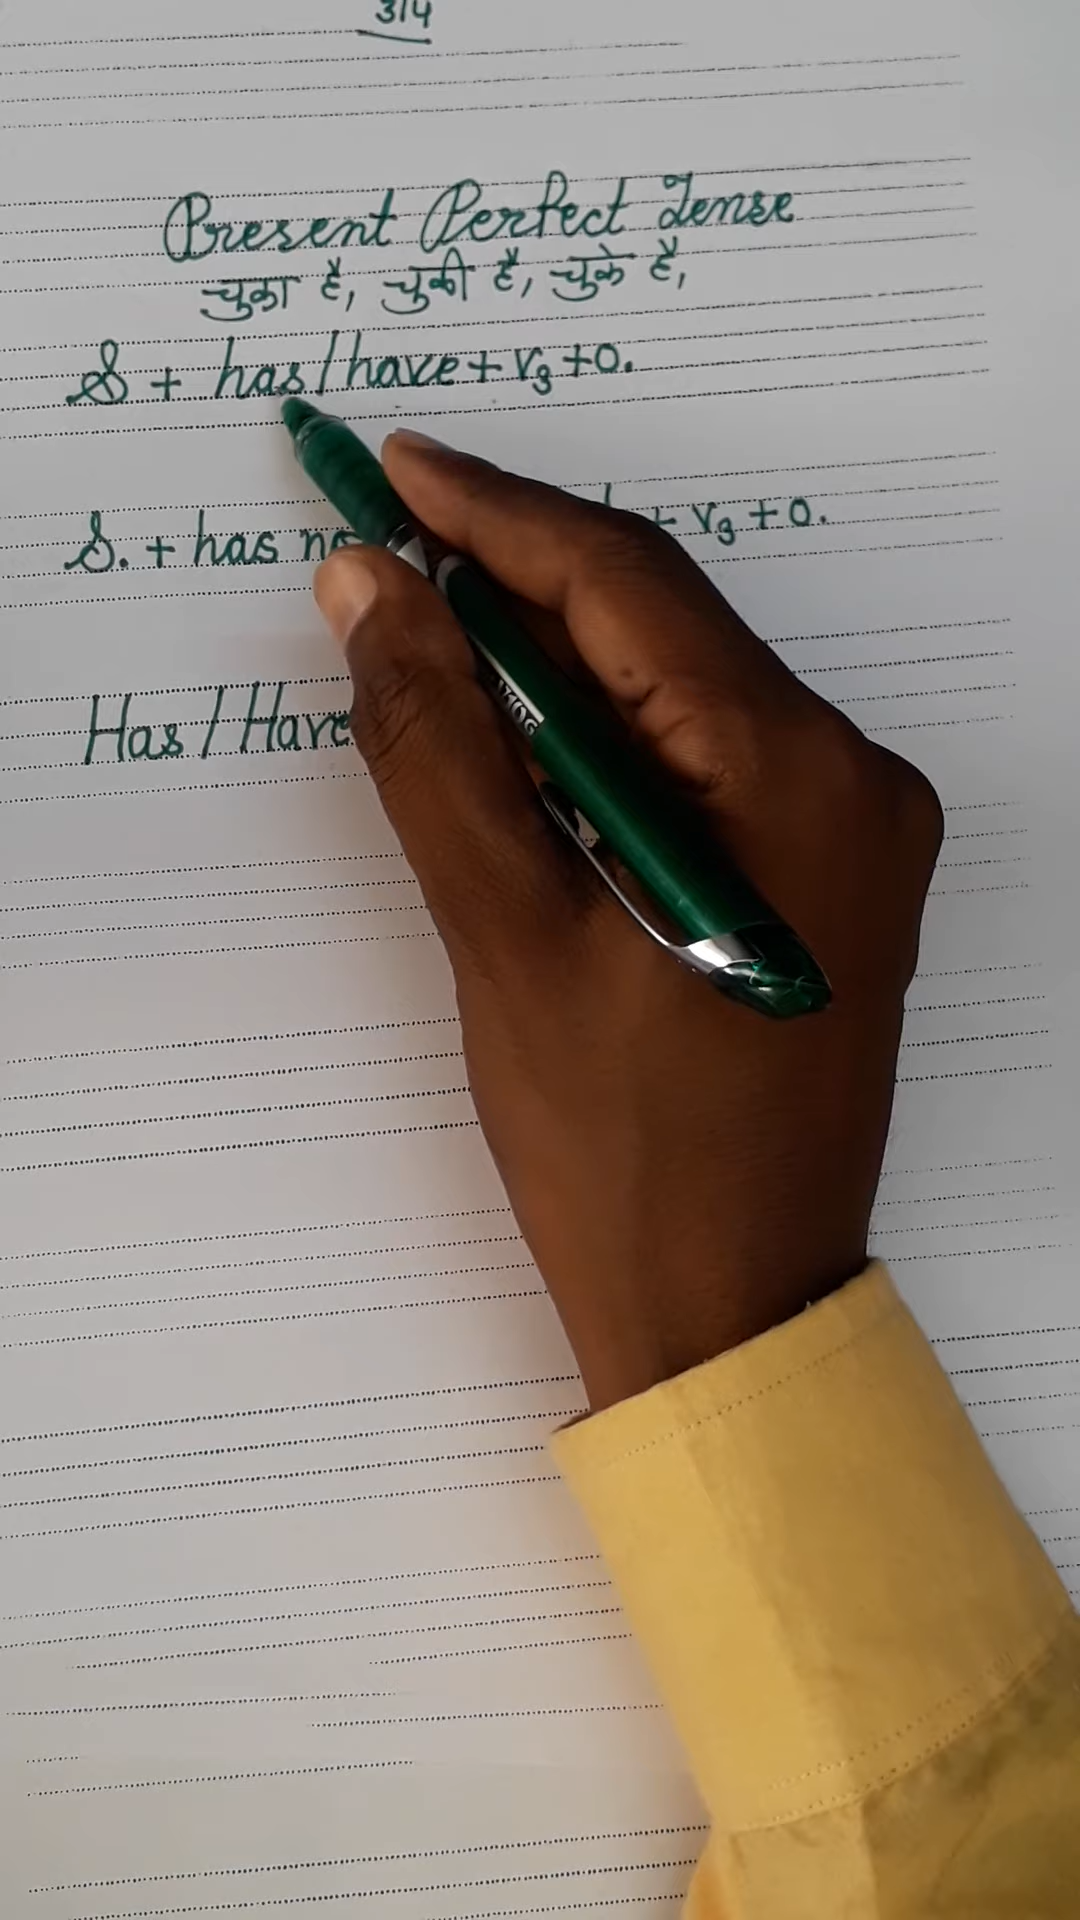 314
Present Perfect Tense
चुका है, चुकी है, चुके है,
S + has/have + V3 + O.
S. + has + V3 + O.
Has/Have